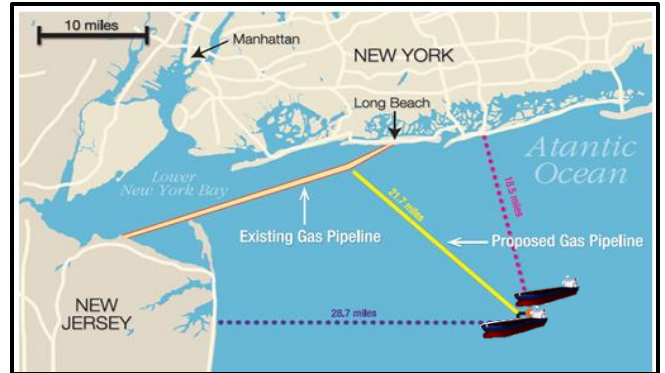 10 miles
Manhattan
NEW YORK
Long Beach
Atantic
Ocean
Lower
New York Bay
18.5 miles
21.7 miles
Existing Gas Pipeline
Proposed Gas Pipeline
NEW
JERSEY
28.7 miles